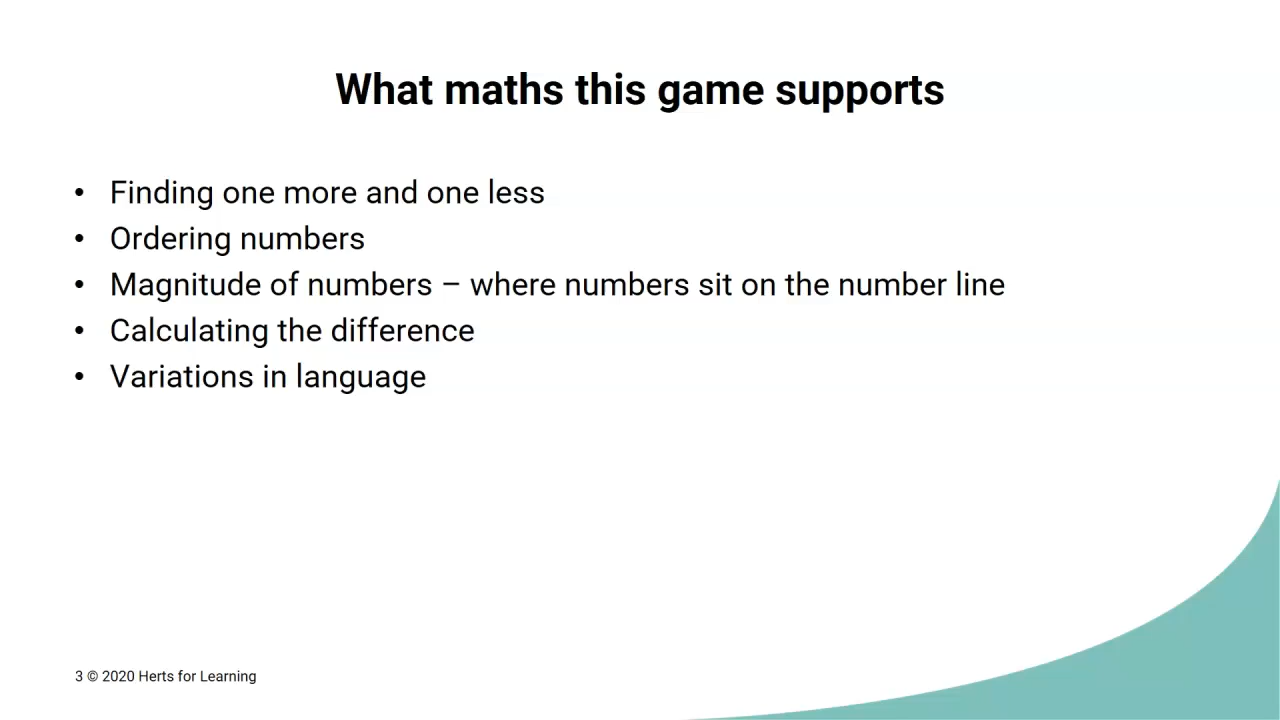 What maths this game supports
• Finding one more and one less
• Ordering numbers
• Magnitude of numbers – where numbers sit on the number line
• Calculating the difference
• Variations in language
3 © 2020 Herts for Learning